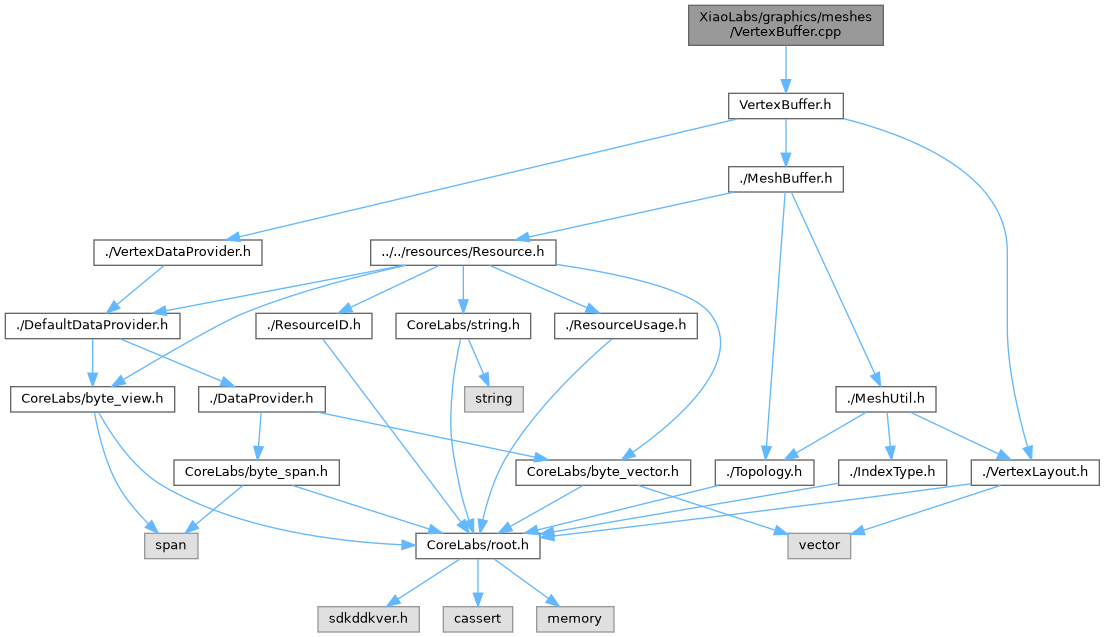 XiaoLabs/graphics/meshes
/VertexBuffer.cpp
VertexBuffer.h
./MeshBuffer.h
./VertexDataProvider.h
../../resources/Resource.h
./DefaultDataProvider.h
./ResourceID.h
CoreLabs/string.h
./ResourceUsage.h
CoreLabs/byte_view.h
./DataProvider.h
string
./MeshUtil.h
CoreLabs/byte_span.h
CoreLabs/byte_vector.h
./Topology.h
./IndexType.h
./VertexLayout.h
span
CoreLabs/root.h
vector
sdkddkver.h
cassert
memory